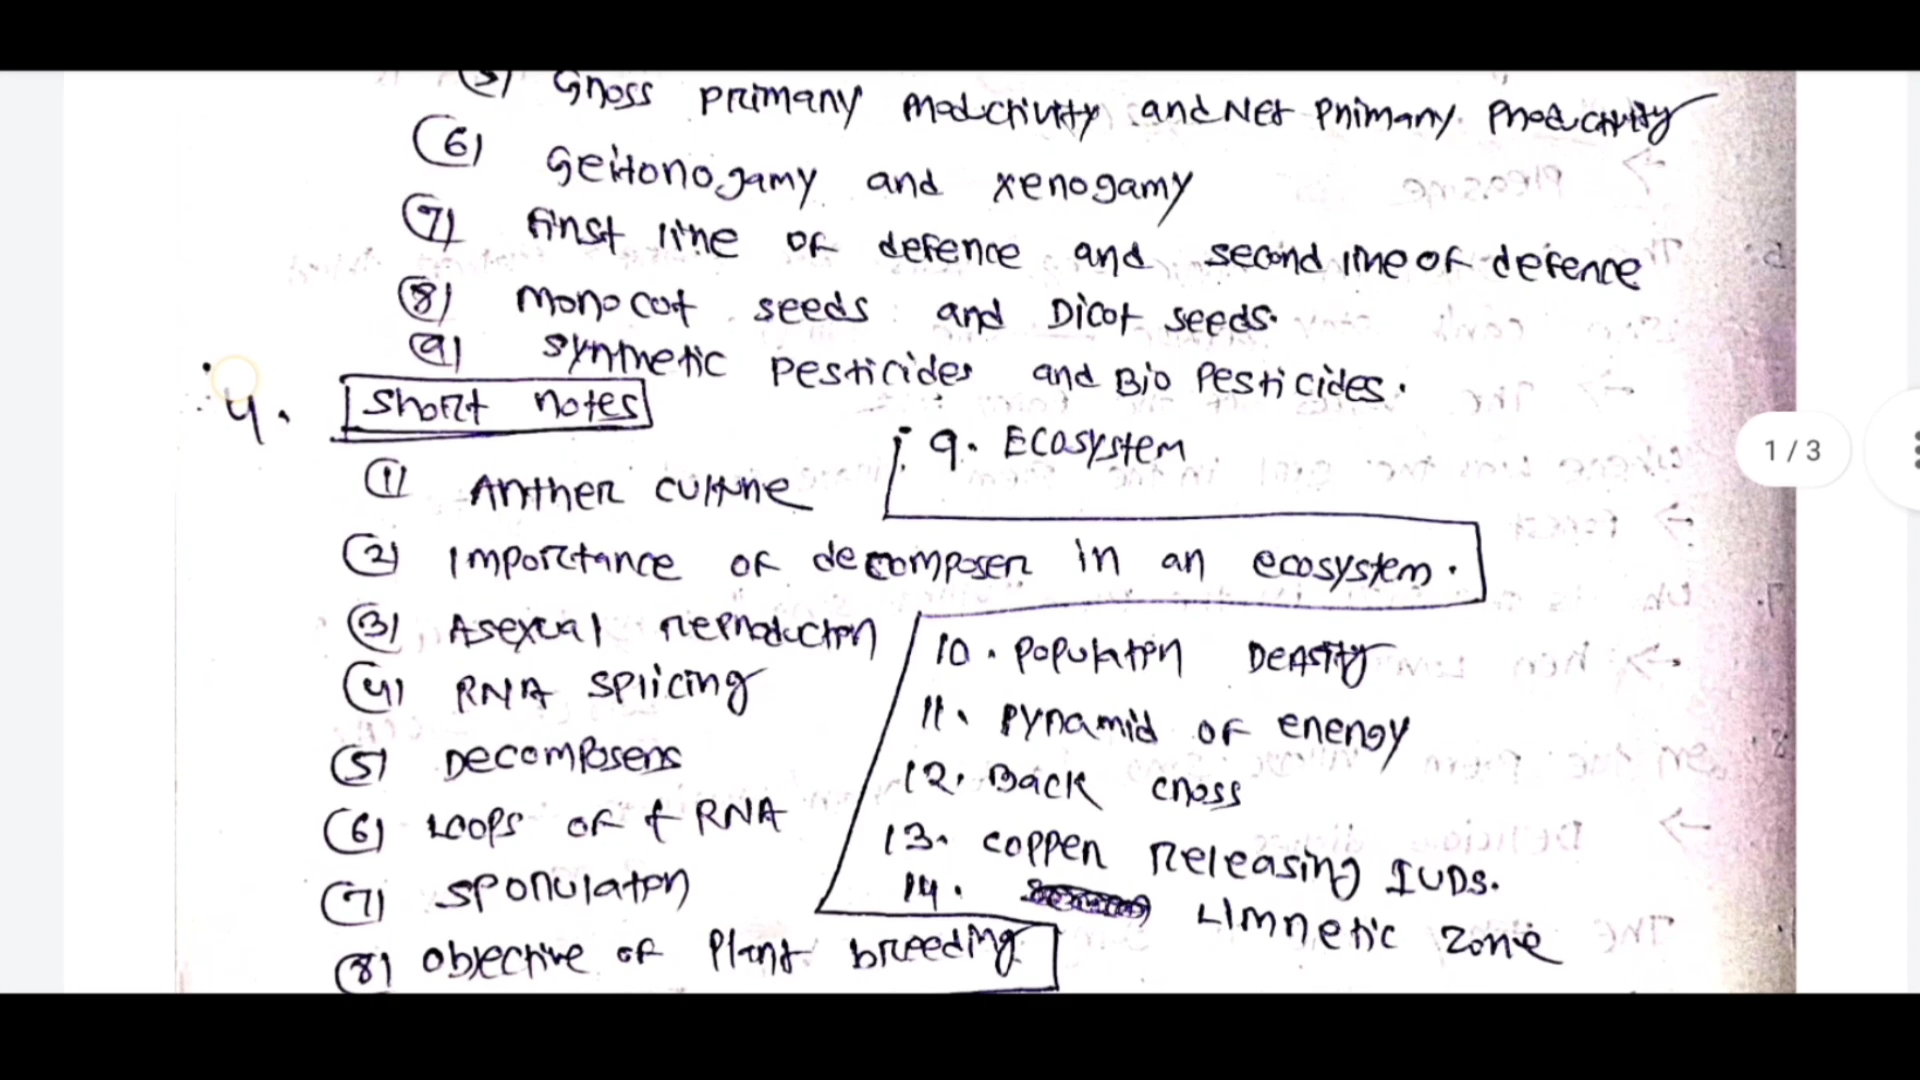 (5) Gross primary productivity and Net primary productivity
(6) Geitonogamy and xenogamy
(7) first line of defence and second line of defence
(8) Monocot seeds and Dicot seeds.
(9) Synthetic Pesticides and Bio Pesticides.
4. Short notes
(1) Anther culture
(2) Importance of decomposer in an ecosystem.
(3) Asexual reproduction
(4) RNA splicing
(5) Decomposers
(6) Loops of t RNA
(7) Sporulation
(8) Objective of Plant breeding
9. Ecosystem
10. Population Density
11. Pyramid of energy
12. Back cross
13. Copper Releasing IUDs.
14. Limnetic zone
1 / 3